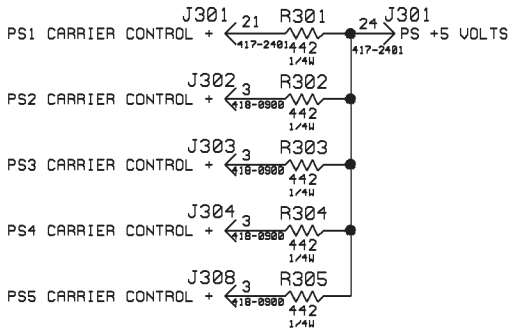 J301 21 R301 24 J301
PS1 CARRIER CONTROL + PS +5 VOLTS
417-2401 442 417-2401
1/4W
J302 3 R302
PS2 CARRIER CONTROL +
418-0900 442
1/4W
J303 3 R303
PS3 CARRIER CONTROL +
418-0900 442
1/4W
J304 3 R304
PS4 CARRIER CONTROL +
418-0900 442
1/4W
J308 3 R305
PS5 CARRIER CONTROL +
418-0900 442
1/4W